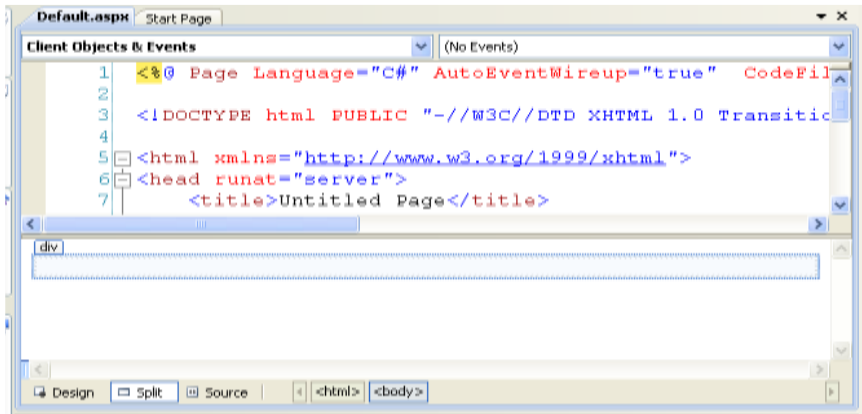 Default.aspx Start Page
Client Objects & Events (No Events)
1 <%@ Page Language="C#" AutoEventWireup="true" CodeFil
2
3 <!DOCTYPE html PUBLIC "-//W3C//DTD XHTML 1.0 Transitic
4
5 <html xmlns="http://www.w3.org/1999/xhtml">
6 <head runat="server">
7 <title>Untitled Page</title>
div
Design Split Source <html> <body>